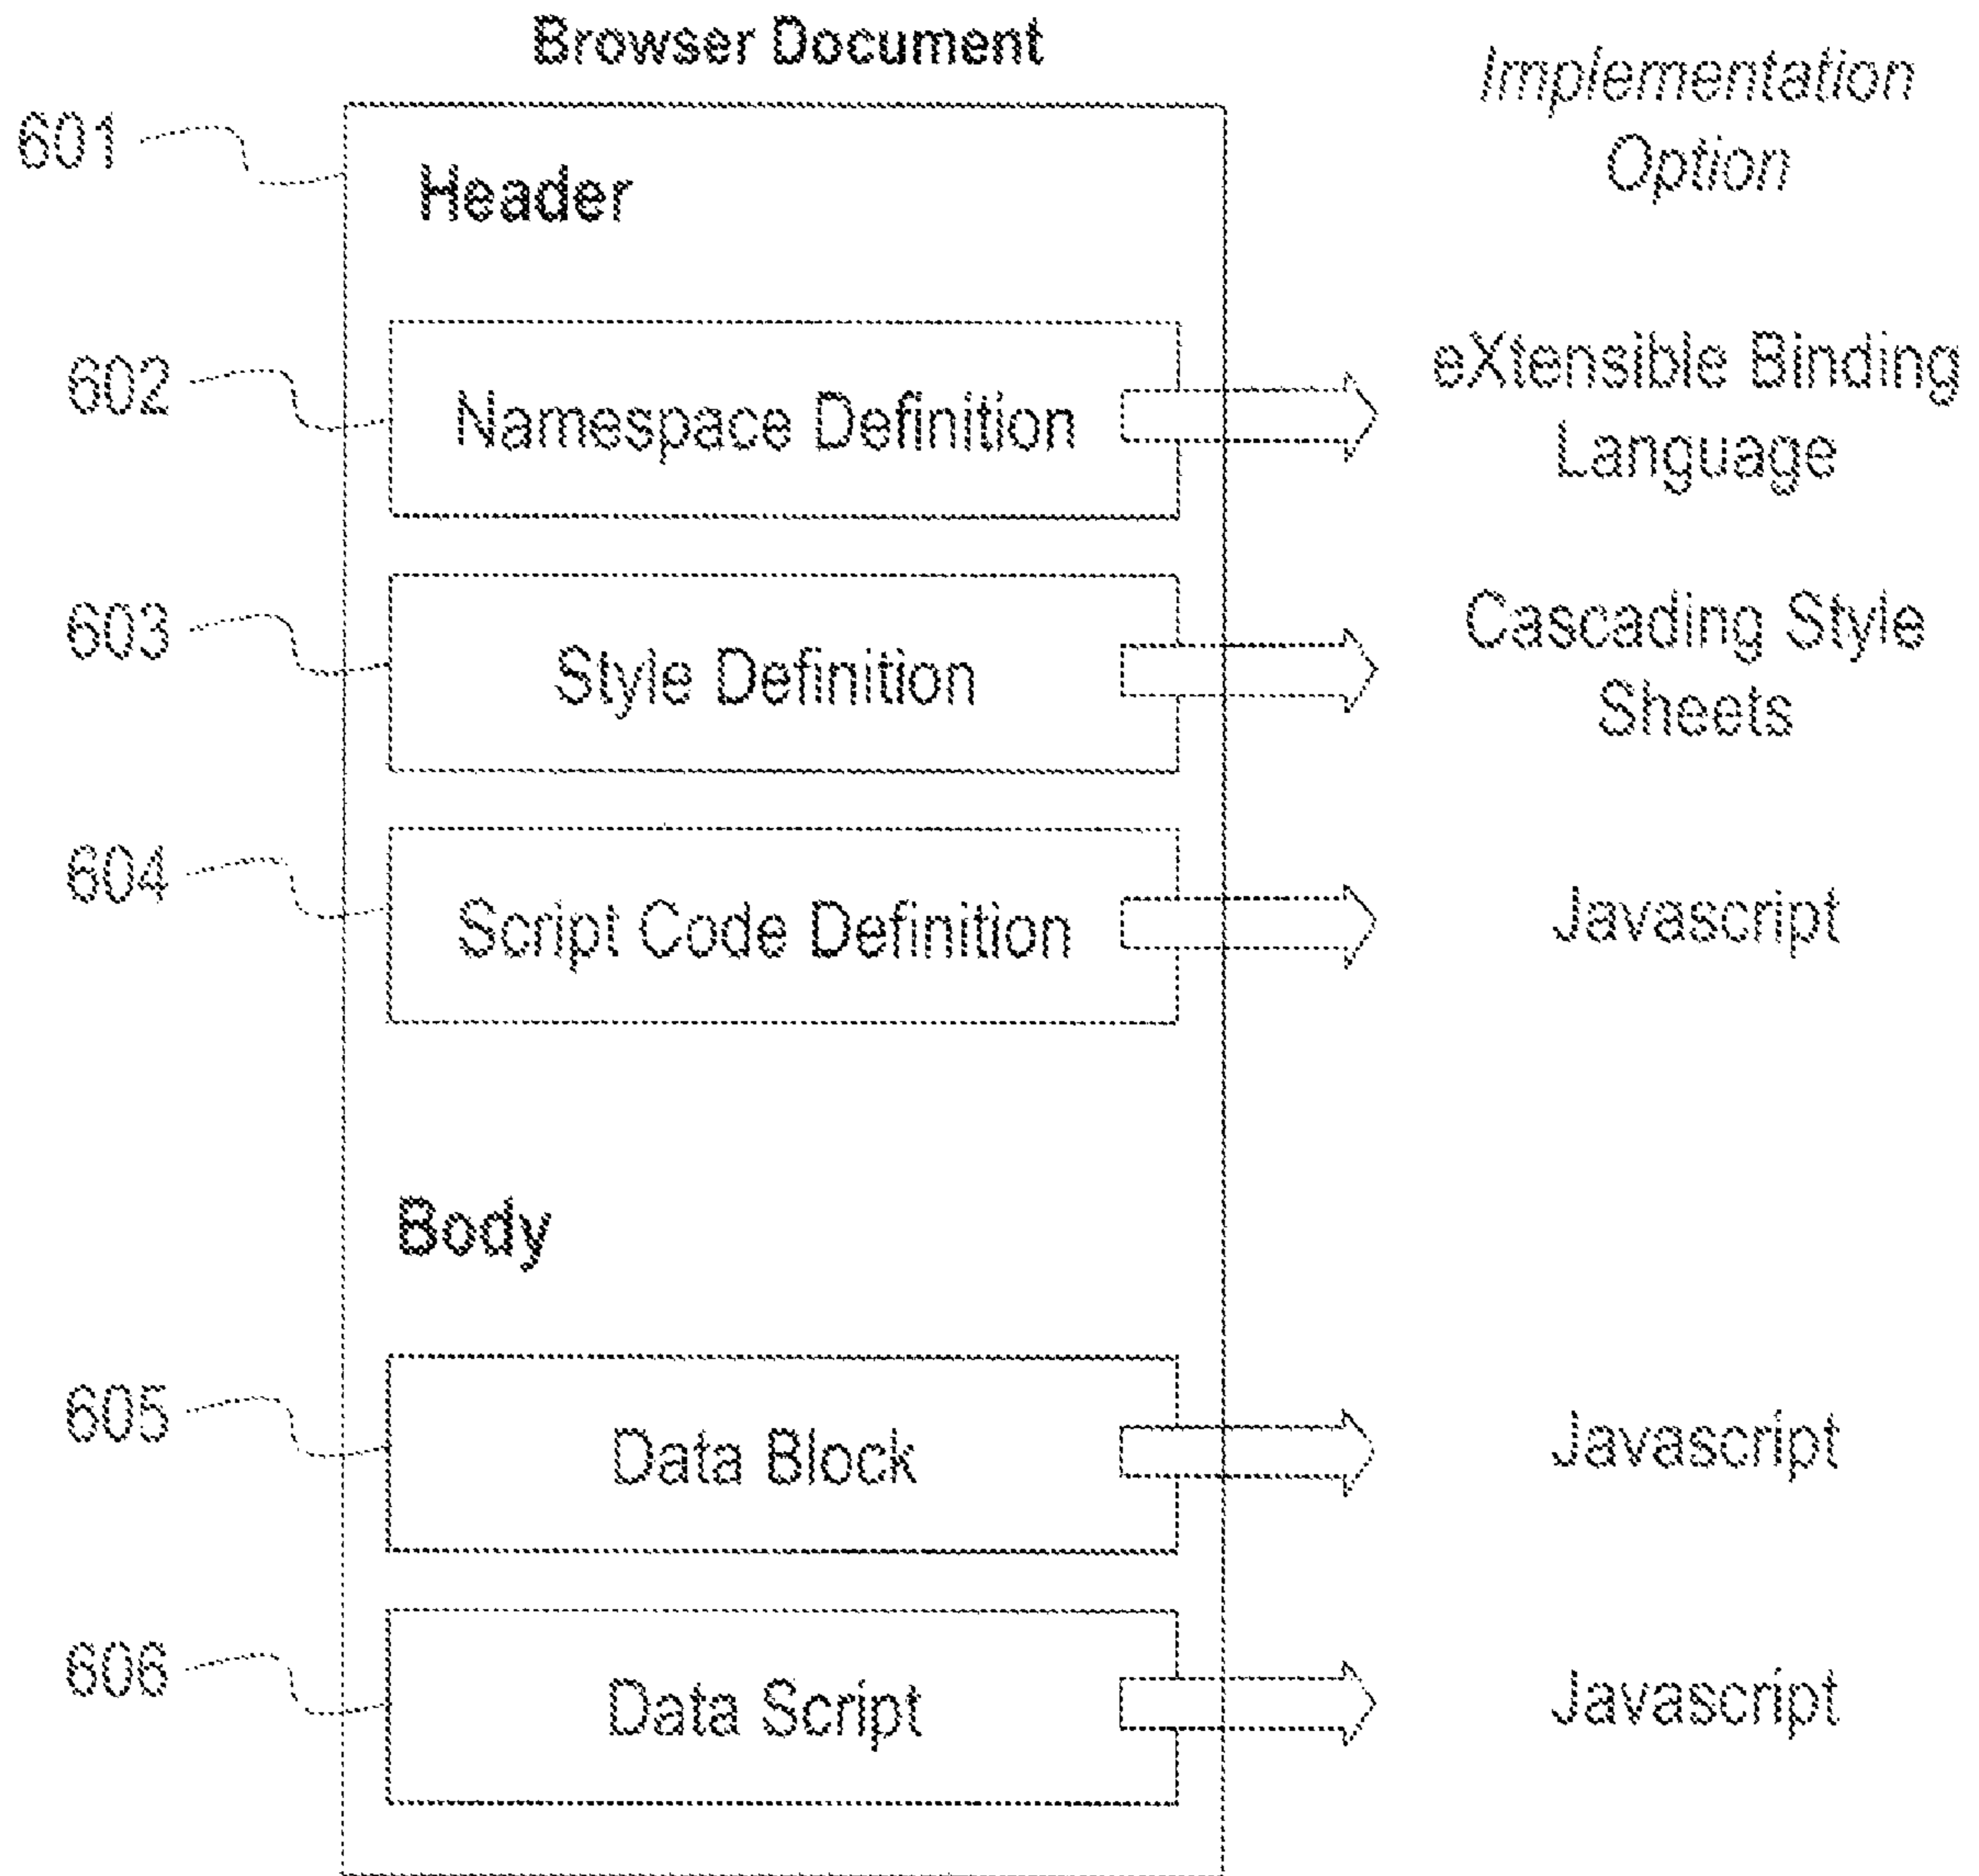 Browser Document
Implementation
Option
601
Header
602
Namespace Definition
eXtensible Binding
Language
603
Style Definition
Cascading Style
Sheets
604
Script Code Definition
Javascript
Body
605
Data Block
Javascript
606
Data Script
Javascript